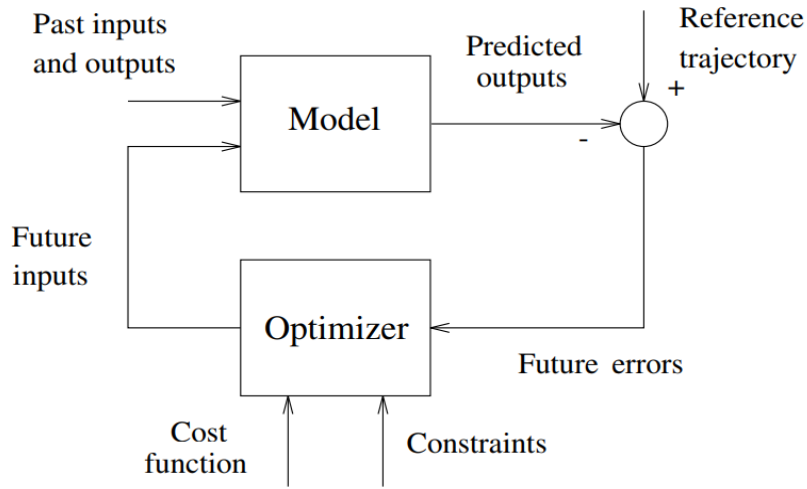 Past inputs
and outputs
Model
Predicted
outputs
Reference
trajectory
+
-
Future
inputs
Optimizer
Future errors
Cost
function
Constraints